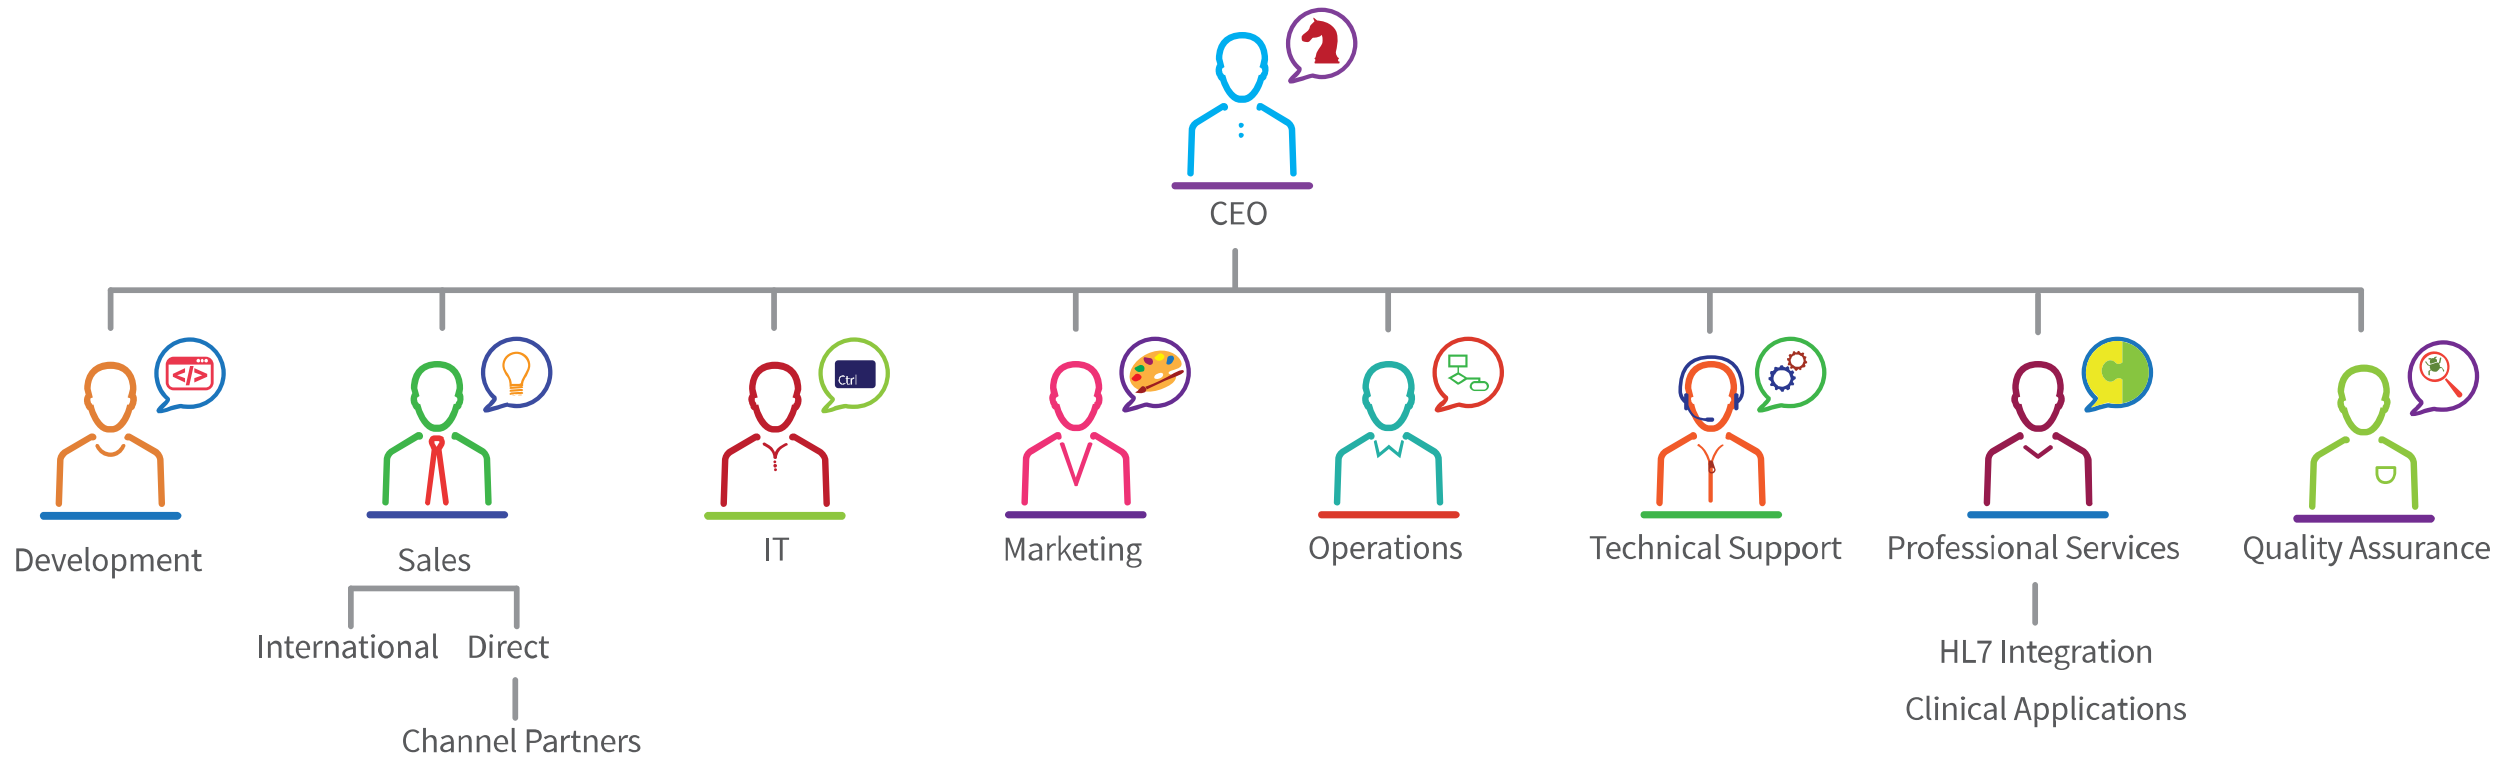 CEO
Ctrl
</>
Development
Sales
IT
Marketing
Operations
Technical Support
Professional Services
Quality Assurance
International
Direct
HL7 Integration
Clinical Applications
Channel Partners